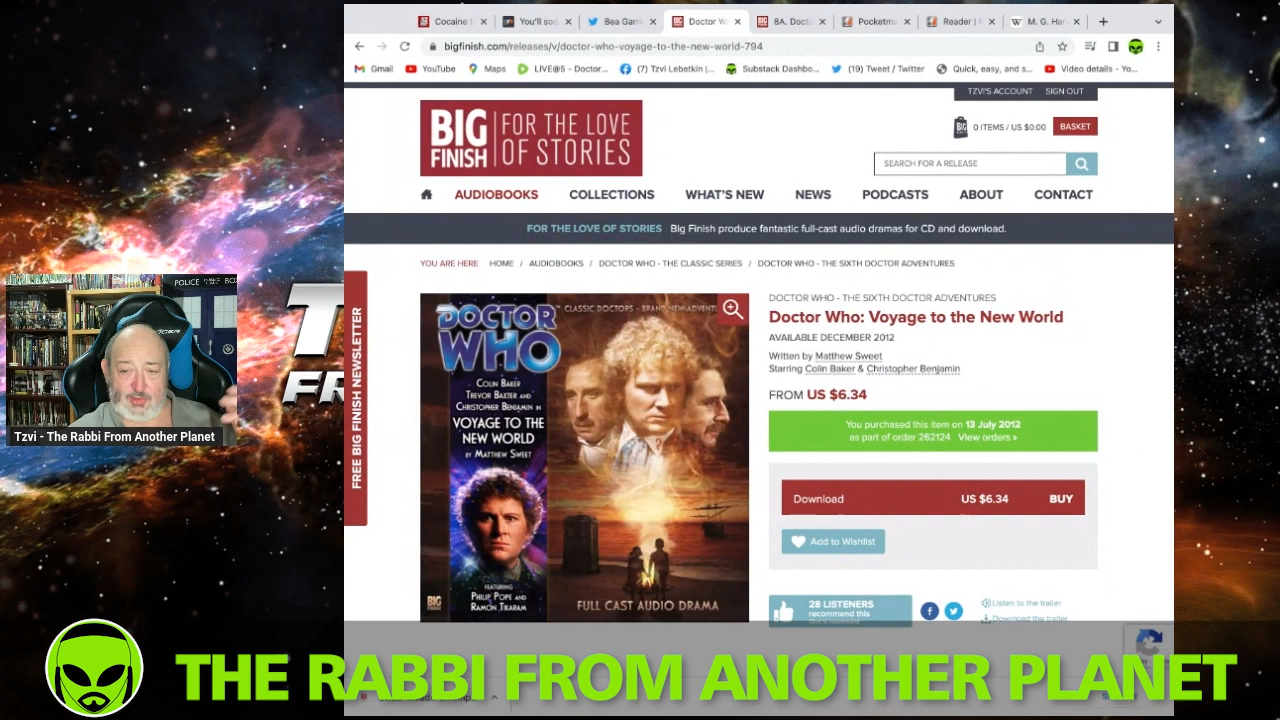 Cocaine
You'll soo
Bea Garri
Doctor W
8A. Docto
Pocketma
Reader |
M. G. Har
bigfinish.com/releases/v/doctor-who-voyage-to-the-new-world-794
Gmail
YouTube
Maps
LIVE@5 - Doctor...
(7) Tzvi Lebetkin |...
Substack Dashbo...
(19) Tweet / Twitter
Quick, easy, and s...
Video details - Yo...
TZVI'S ACCOUNT SIGN OUT
BIG FINISH
FOR THE LOVE
OF STORIES
0 ITEMS / US $0.00 BASKET
SEARCH FOR A RELEASE
AUDIOBOOKS COLLECTIONS WHAT'S NEW NEWS PODCASTS ABOUT CONTACT
FOR THE LOVE OF STORIES Big Finish produce fantastic full-cast audio dramas for CD and download.
YOU ARE HERE HOME / AUDIOBOOKS / DOCTOR WHO - THE CLASSIC SERIES / DOCTOR WHO - THE SIXTH DOCTOR ADVENTURES
FREE BIG FINISH NEWSLETTER
POLICE BOX
Tzvi - The Rabbi From Another Planet
T
FR
CLASSIC DOCTORS - BRAND NEW ADVENT
DOCTOR
WHO
COLIN BAKER
TREVOR BAXTER AND
CHRISTOPHER BENJAMIN IN
VOYAGE TO THE
NEW WORLD
BY MATTHEW SWEET
FEATURING
PHILIP POPE AND
RAMON TIKARAM
BIG FINISH
FULL CAST AUDIO DRAMA
DOCTOR WHO - THE SIXTH DOCTOR ADVENTURES
Doctor Who: Voyage to the New World
AVAILABLE DECEMBER 2012
Written by Matthew Sweet
Starring Colin Baker & Christopher Benjamin
FROM US $6.34
You purchased this item on 13 July 2012
as part of order 262124 View orders »
Download US $6.34 BUY
Add to Wishlist
28 LISTENERS
recommend this
Listen to the trailer
Download the trailer
THE RABBI FROM ANOTHER PLANET